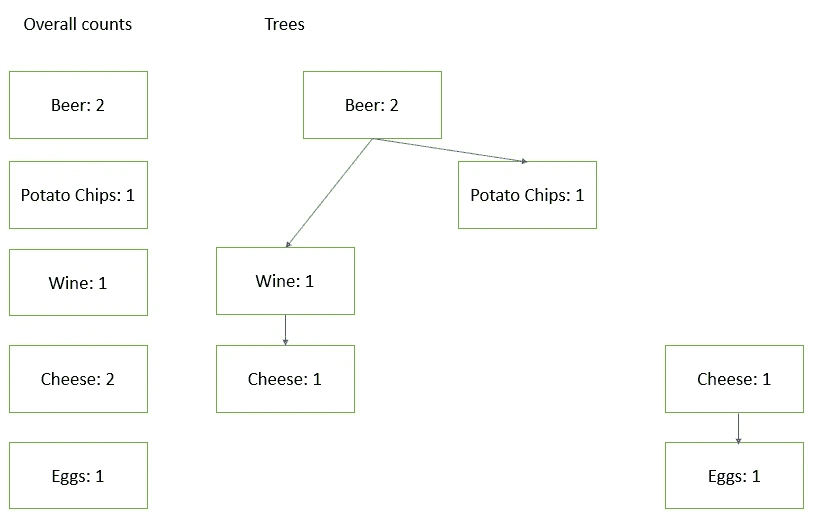 Overall counts
Trees
Beer: 2
Beer: 2
Potato Chips: 1
Potato Chips: 1
Wine: 1
Wine: 1
Cheese: 2
Cheese: 1
Cheese: 1
Eggs: 1
Eggs: 1